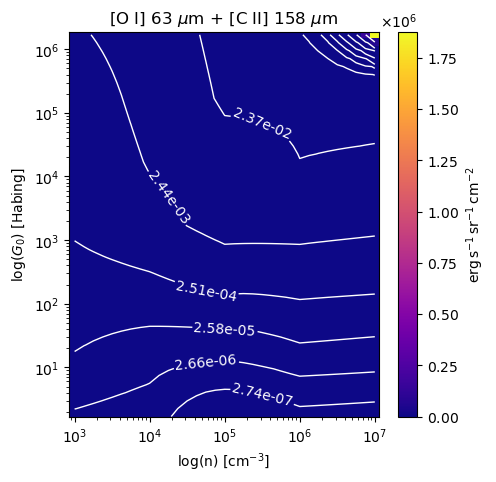 [O I] 63 μm + [C II] 158 μm
×10⁶
10⁶
10⁵
10⁴
10³
10²
10¹
log(G₀) [Habing]
2.37e-02
2.44e-03
2.51e-04
2.58e-05
2.66e-06
2.74e-07
10³ 10⁴ 10⁵ 10⁶ 10⁷
log(n) [cm⁻³]
1.75
1.50
1.25
1.00
0.75
0.50
0.25
0.00
erg s⁻¹ sr⁻¹ cm⁻²